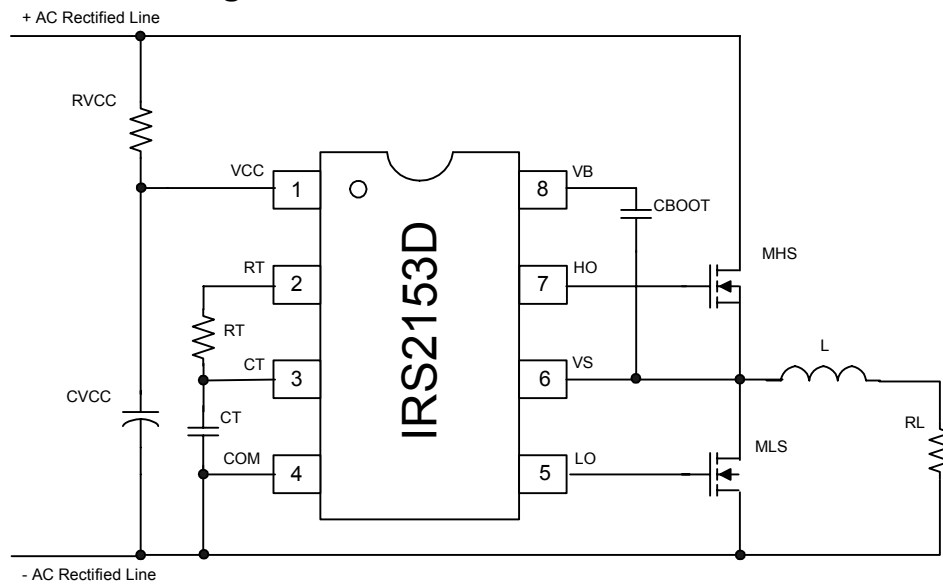 + AC Rectified Line
RVCC
VCC
1
8
VB
CBOOT
MHS
RT
2
7
HO
RT
IRS2153D
CT
3
6
VS
L
CVCC
CT
RL
MLS
COM
4
5
LO
- AC Rectified Line